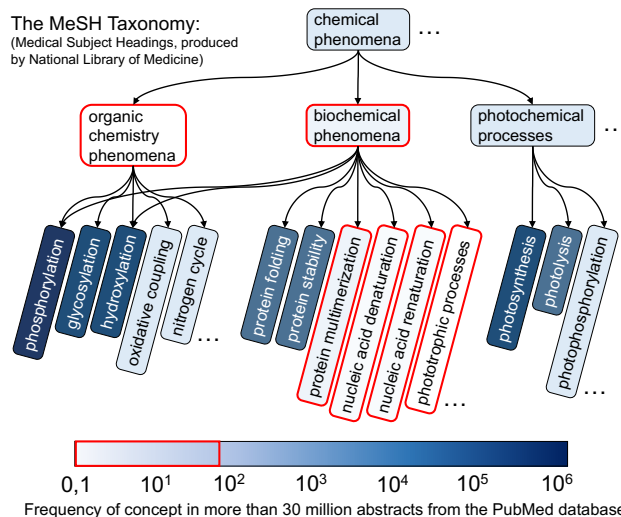 The MeSH Taxonomy:
(Medical Subject Headings, produced
by National Library of Medicine)
chemical
phenomena
...
organic
chemistry
phenomena
biochemical
phenomena
photochemical
processes
..
phosphorylation
glycosylation
hydroxylation
oxidative coupling
nitrogen cycle
...
protein folding
protein stability
protein multimerization
nucleic acid denaturation
nucleic acid renaturation
phototrophic processes
...
photosynthesis
photolysis
photophosphorylation
...
0,1 10¹ 10² 10³ 10⁴ 10⁵ 10⁶
Frequency of concept in more than 30 million abstracts from the PubMed database